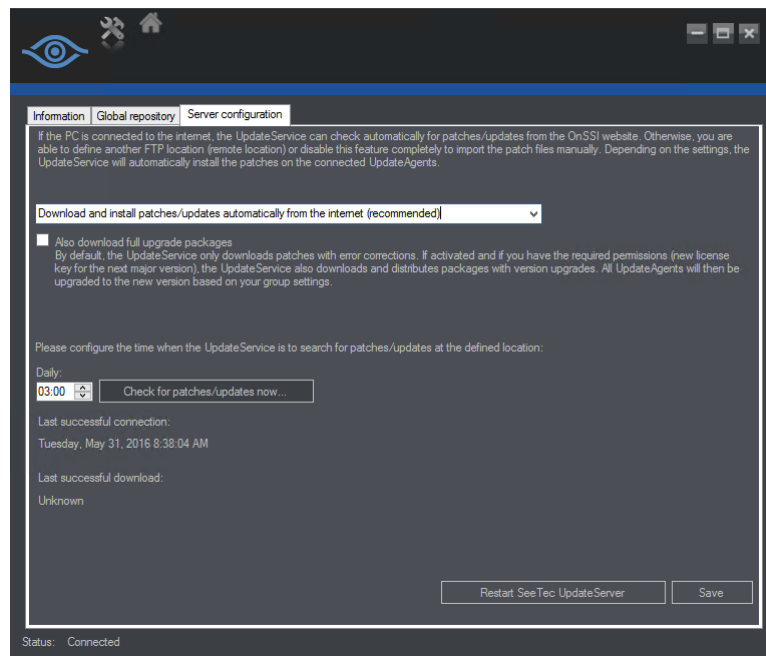 Information Global repository Server configuration
If the PC is connected to the internet, the UpdateService can check automatically for patches/updates from the OnSSI website. Otherwise, you are
able to define another FTP location (remote location) or disable this feature completely to import the patch files manually. Depending on the settings, the
UpdateService will automatically install the patches on the connected UpdateAgents.
Download and install patches/updates automatically from the internet (recommended)
Also download full upgrade packages
By default, the UpdateService only downloads patches with error corrections. If activated and if you have the required permissions (new license
key for the next major version), the UpdateService also downloads and distributes packages with version upgrades. All UpdateAgents will then be
upgraded to the new version based on your group settings.
Please configure the time when the UpdateService is to search for patches/updates at the defined location:
Daily:
03:00 Check for patches/updates now...
Last successful connection:
Tuesday, May 31, 2016 8:38:04 AM
Last successful download:
Unknown
Restart SeeTec UpdateServer Save
Status: Connected